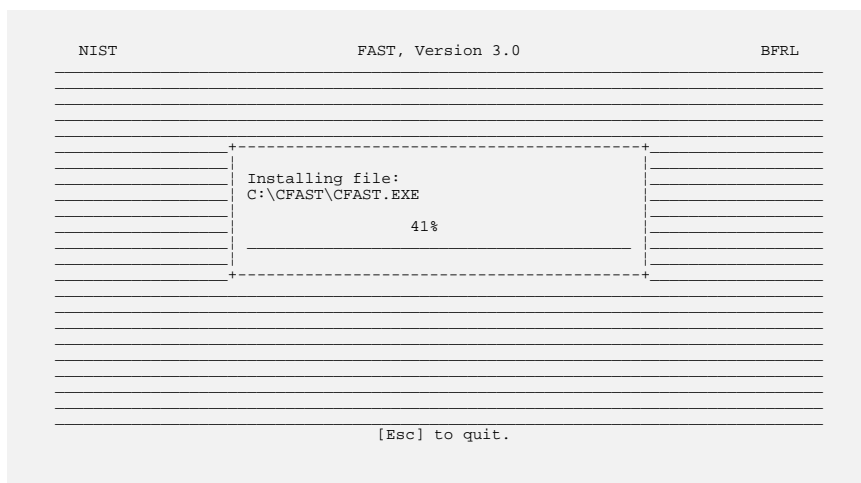 NIST FAST, Version 3.0 BFRL
Installing file:
C:\CFAST\CFAST.EXE
41%
[Esc] to quit.